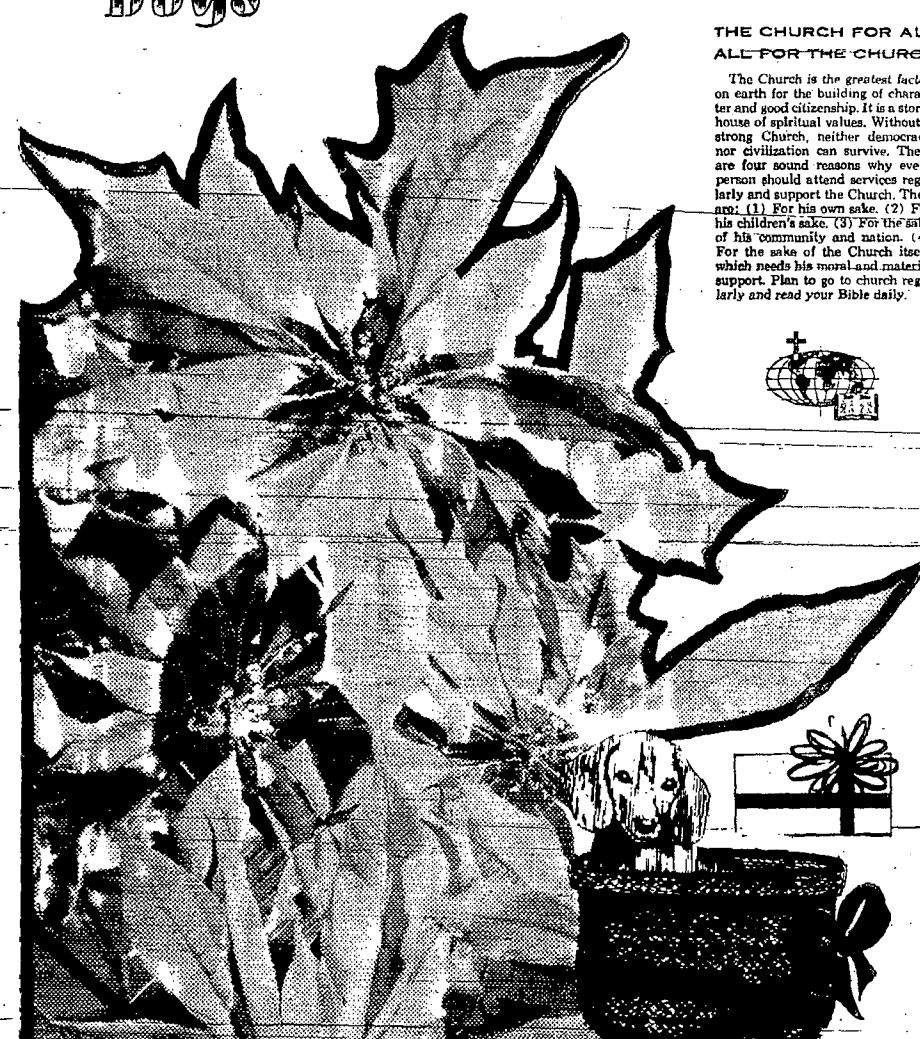 Dogs
THE CHURCH FOR AL
ALL FOR THE CHURC
The Church is the greatest fact
on earth for the building of chara
ter and good citizenship. It is a stor
house of spiritual values. Without
strong Church, neither democra
nor civilization can survive. The
are four sound reasons why eve
person should attend services reg
larly and support the Church. The
are: (1) For his own sake. (2) F
his children's sake. (3) For the sal
of his community and nation. (
For the sake of the Church itse
which needs his moral and materi
support. Plan to go to church reg
larly and read your Bible daily.